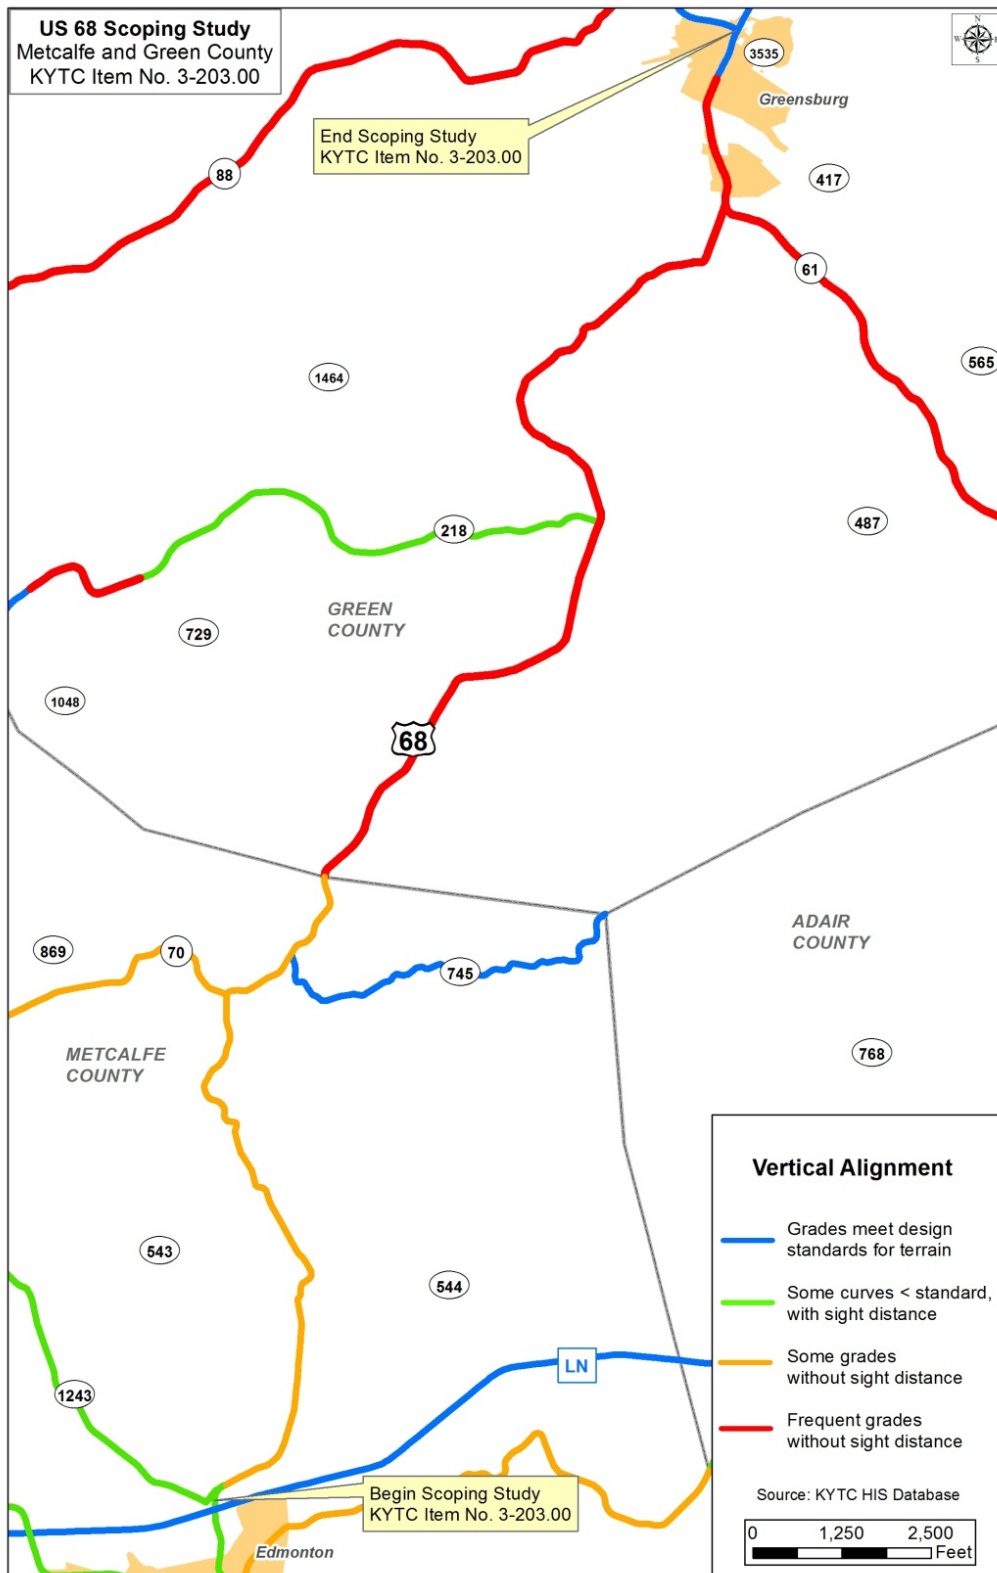 US 68 Scoping Study
Metcalfe and Green County
KYTC Item No. 3-203.00
N
W
E
S
3535
Greensburg
End Scoping Study
KYTC Item No. 3-203.00
88
417
61
565
1464
218
487
GREEN
COUNTY
729
1048
68
869
70
745
ADAIR
COUNTY
METCALFE
COUNTY
768
543
544
LN
1243
Begin Scoping Study
KYTC Item No. 3-203.00
Edmonton
Vertical Alignment
Grades meet design
standards for terrain
Some curves < standard,
with sight distance
Some grades
without sight distance
Frequent grades
without sight distance
Source: KYTC HIS Database
0 1,250 2,500
Feet